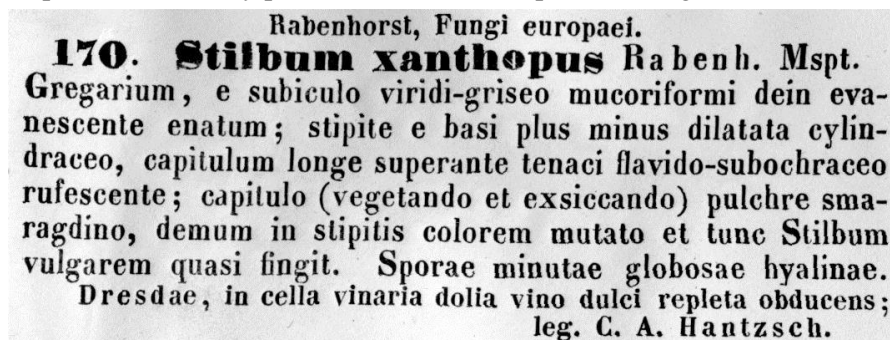 Rabenhorst, Fungi europaei.
170. Stilbum xanthopus Rabenh. Mspt.
Gregarium, e subiculo viridi-griseo mucoriformi dein eva-
nescente enatum; stipite e basi plus minus dilatata cylin-
draceo, capitulum longe superante tenaci flavido-subochraceo
rufescente; capitulo (vegetando et exsiccando) pulchre sma-
ragdino, demum in stipitis colorem mutato et tunc Stilbum
vulgarem quasi fingit. Sporae minutae globosae hyalinae.
Dresdae, in cella vinaria dolia vino dulci repleta obducens;
leg. C. A. Hantzsch.